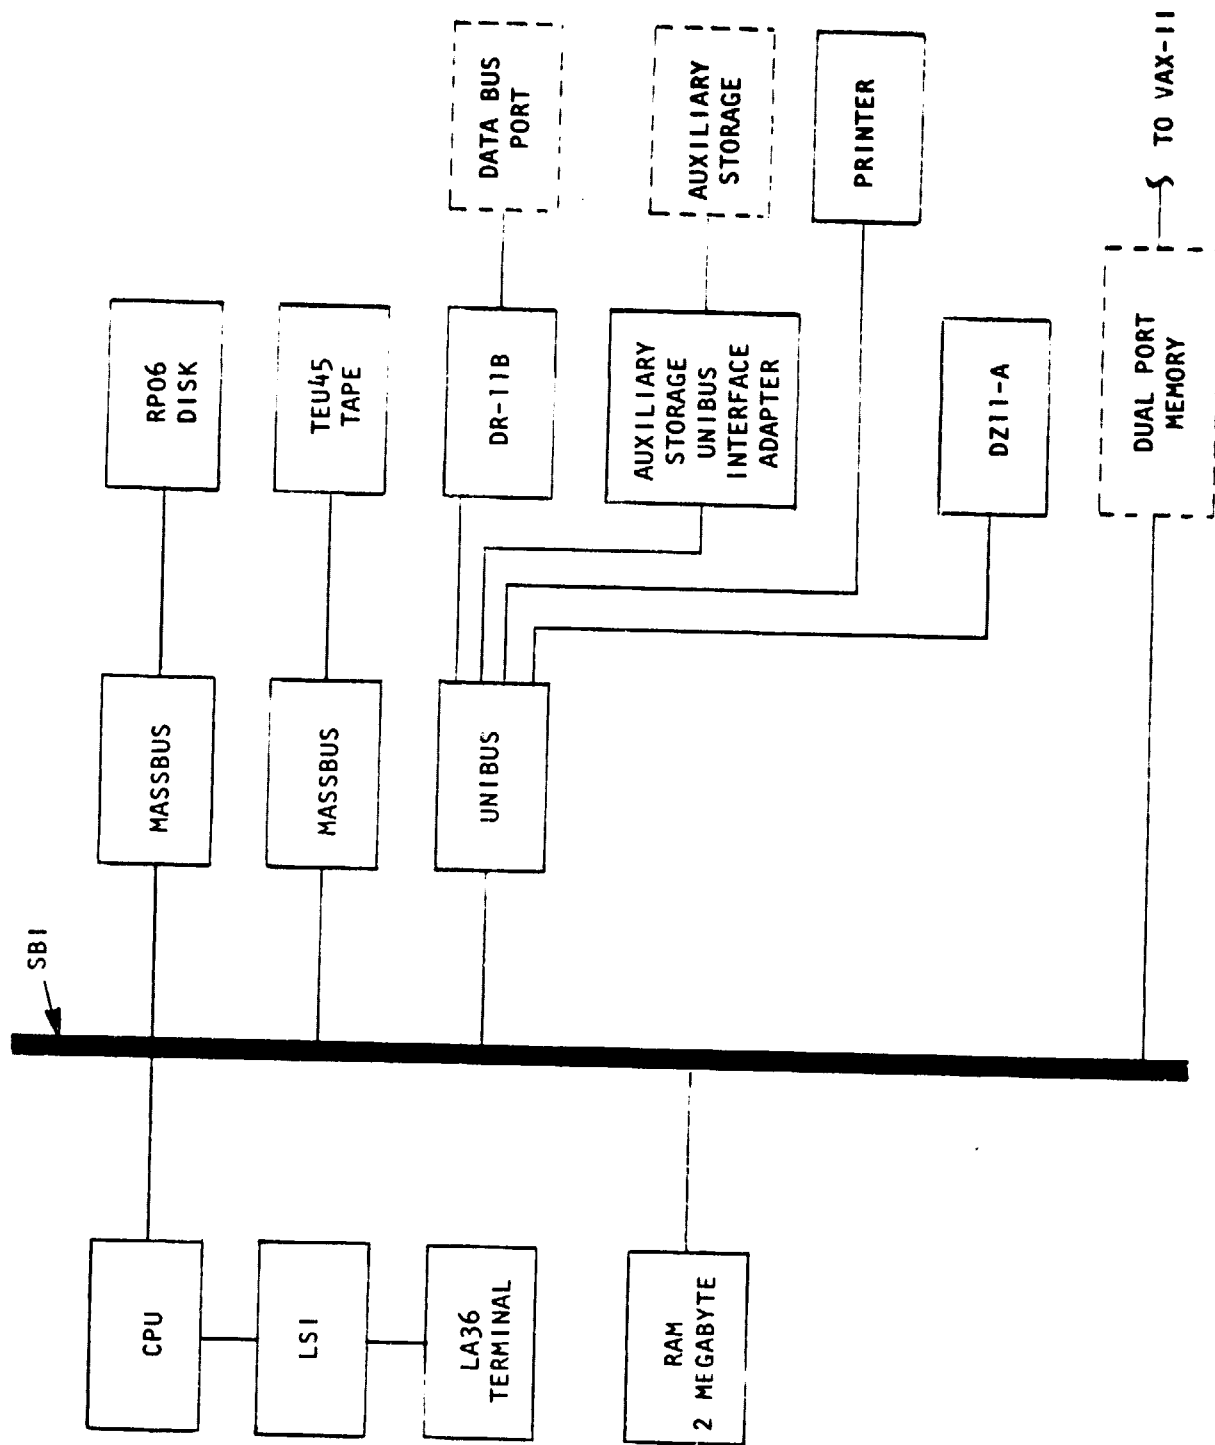 SBI
CPU
LSI
LA36
TERMINAL
RAM
2 MEGABYTE
MASSBUS
MASSBUS
UNIBUS
RP06
DISK
TEU45
TAPE
DR-11B
AUXILIARY
STORAGE
UNIBUS
INTERFACE
ADAPTER
DZ11-A
DUAL PORT
MEMORY
DATA BUS
PORT
AUXILIARY
STORAGE
PRINTER
TO VAX-11